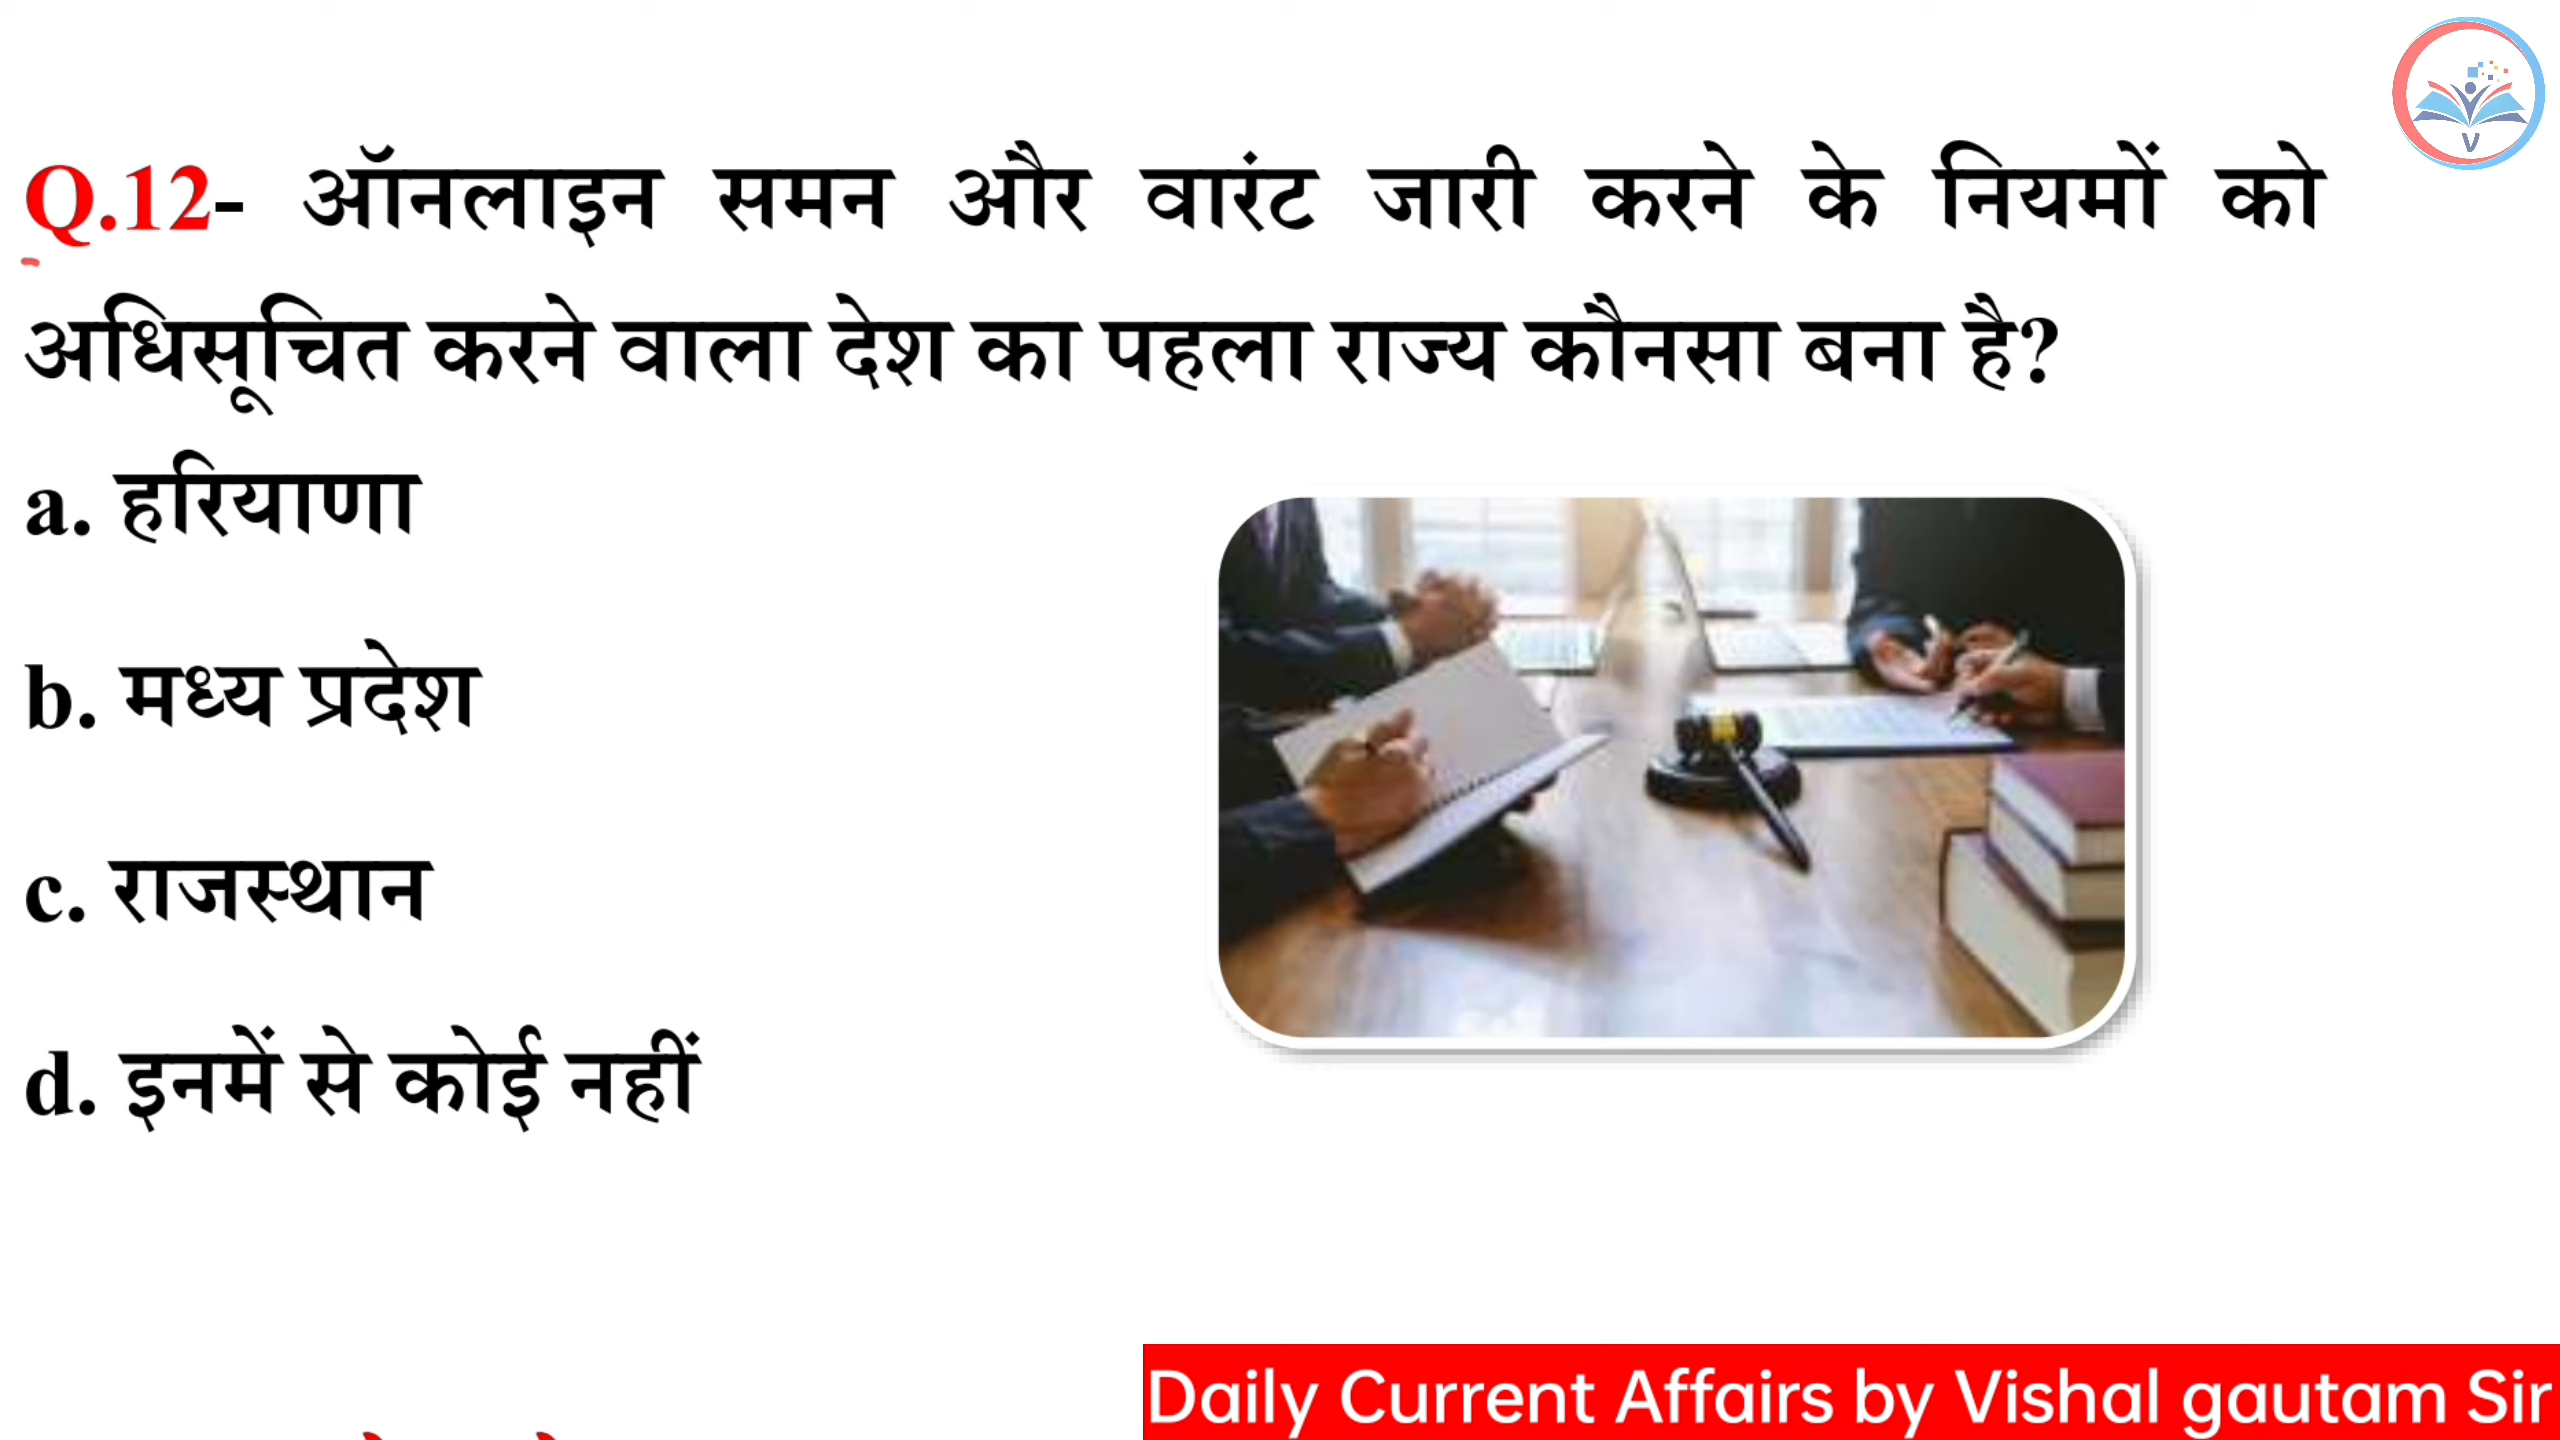 Q.12- ऑनलाइन समन और वारंट जारी करने के नियमों को
अधिसूचित करने वाला देश का पहला राज्य कौनसा बना है?
a. हरियाणा
b. मध्य प्रदेश
c. राजस्थान
d. इनमें से कोई नहीं
Daily Current Affairs by Vishal gautam Sir
V